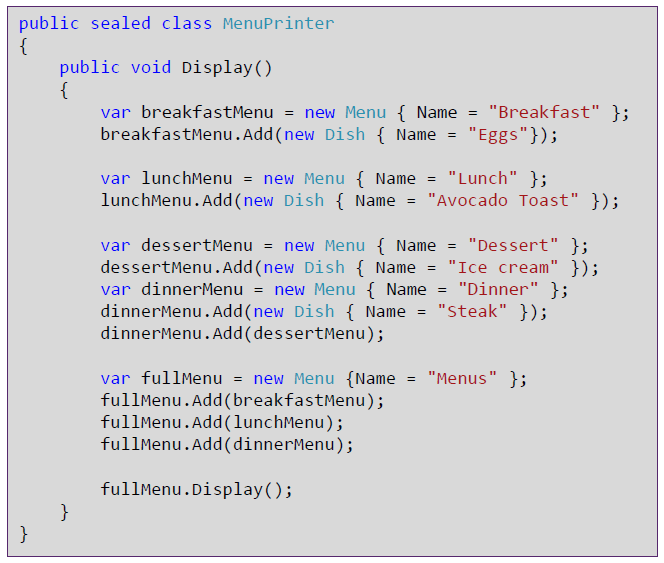 public sealed class MenuPrinter
{
    public void Display()
    {
        var breakfastMenu = new Menu { Name = "Breakfast" };
        breakfastMenu.Add(new Dish { Name = "Eggs"});

        var lunchMenu = new Menu { Name = "Lunch" };
        lunchMenu.Add(new Dish { Name = "Avocado Toast" });

        var dessertMenu = new Menu { Name = "Dessert" };
        dessertMenu.Add(new Dish { Name = "Ice cream" });
        var dinnerMenu = new Menu { Name = "Dinner" };
        dinnerMenu.Add(new Dish { Name = "Steak" });
        dinnerMenu.Add(dessertMenu);

        var fullMenu = new Menu {Name = "Menus" };
        fullMenu.Add(breakfastMenu);
        fullMenu.Add(lunchMenu);
        fullMenu.Add(dinnerMenu);

        fullMenu.Display();
    }
}